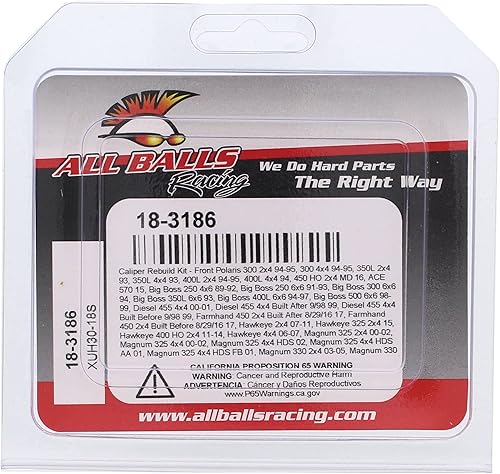 ALL BALLS
Racing
We Do Hard Parts
The Right Way
18-3186
Caliper Rebuild Kit - Front Polaris 300 2x4 94-95, 300 4x4 94-95, 350L 2x4
93, 350L 4x4 93, 400L 2x4 94-95, 400L 4x4 94, 450 HO 2x4 MD 16, ACE
570 15, Big Boss 250 4x6 89-92, Big Boss 250 6x6 91-93, Big Boss 300 6x6
94, Big Boss 350L 6x6 93, Big Boss 400L 6x6 94-97, Big Boss 500 6x6 98-
99, Diesel 455 4x4 00-01, Diesel 455 4x4 Built After 9/98 99, Diesel 455 4x4
Built Before 9/98 99, Farmhand 450 2x4 Built After 8/29/16 17, Farmhand
450 2x4 Built Before 8/29/16 17, Hawkeye 2x4 07-11, Hawkeye 325 2x4 15,
Hawkeye 400 HO 2x4 11-14, Hawkeye 4x4 06-07, Magnum 325 2x4 00-02,
Magnum 325 4x4 00-02, Magnum 325 4x4 HDS 02, Magnum 325 4x4 HDS
AA 01, Magnum 325 4x4 HDS FB 01, Magnum 330 2x4 03-05, Magnum 330
CALIFORNIA PROPOSITION 65 WARNING
WARNING: Cancer and Reproductive Harm
ADVERTENCIA: Cáncer y Daños Reproductivos
www.P65Warnings.ca.gov
18-3186
XUH30-18S
www.allballsracing.com